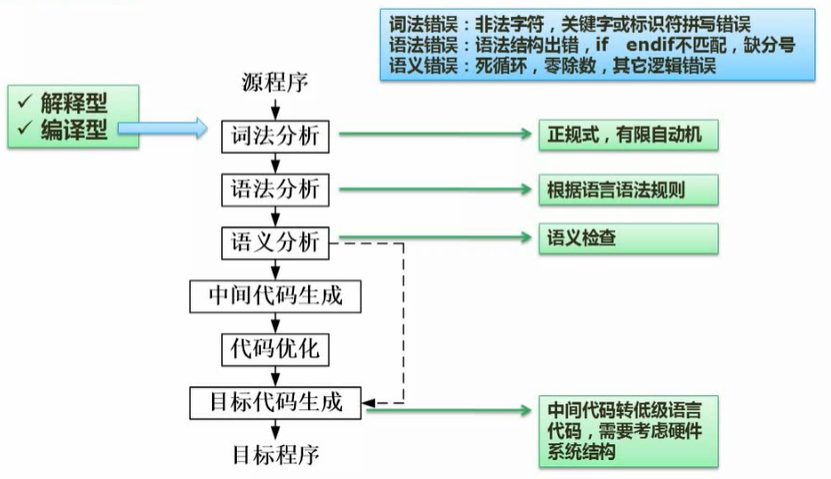 词法错误：非法字符，关键字或标识符拼写错误
语法错误：语法结构出错，if endif不匹配，缺分号
语义错误：死循环，零除数，其它逻辑错误
✓ 解释型
✓ 编译型
源程序
词法分析
正规式，有限自动机
语法分析
根据语言语法规则
语义分析
语义检查
中间代码生成
代码优化
目标代码生成
中间代码转低级语言
代码，需要考虑硬件
系统结构
目标程序